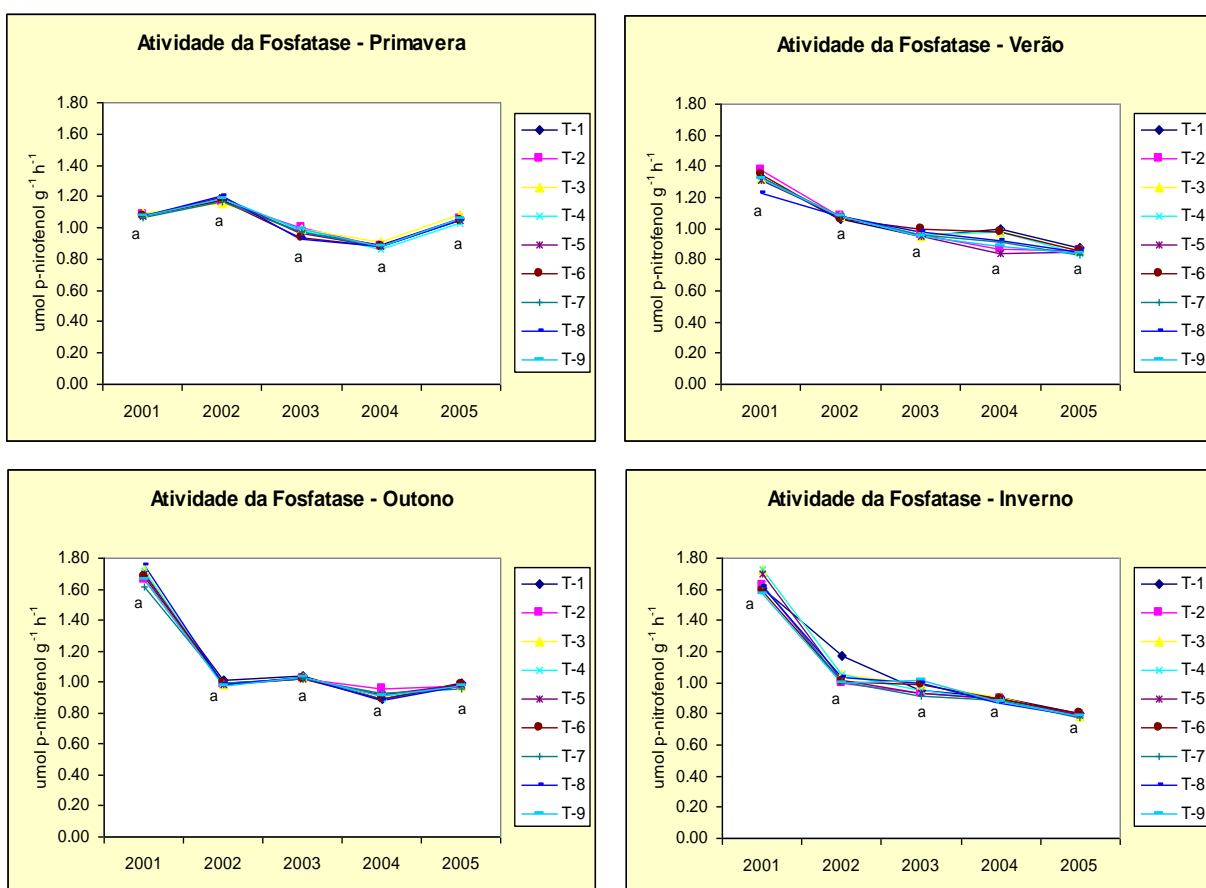 Atividade da Fosfatase - Primavera
umol p-nirofenol g-1 h-1
1.80
1.60
1.40
1.20
1.00
0.80
0.60
0.40
0.20
0.00
a
a
a
a
a
2001
2002
2003
2004
2005
T-1
T-2
T-3
T-4
T-5
T-6
T-7
T-8
T-9
Atividade da Fosfatase - Verão
umol p-nitrofenol g-1 h-1
1.80
1.60
1.40
1.20
1.00
0.80
0.60
0.40
0.20
0.00
a
a
a
a
a
2001
2002
2003
2004
2005
T-1
T-2
T-3
T-4
T-5
T-6
T-7
T-8
T-9
Atividade da Fosfatase - Outono
umol p-nitrofenol g-1 h-1
1.80
1.60
1.40
1.20
1.00
0.80
0.60
0.40
0.20
0.00
a
a
a
a
a
2001
2002
2003
2004
2005
T-1
T-2
T-3
T-4
T-5
T-6
T-7
T-8
T-9
Atividade da Fosfatase - Inverno
umol p-nitrofenol g-1 h-1
1.80
1.60
1.40
1.20
1.00
0.80
0.60
0.40
0.20
0.00
a
a
a
a
a
2001
2002
2003
2004
2005
T-1
T-2
T-3
T-4
T-5
T-6
T-7
T-8
T-9